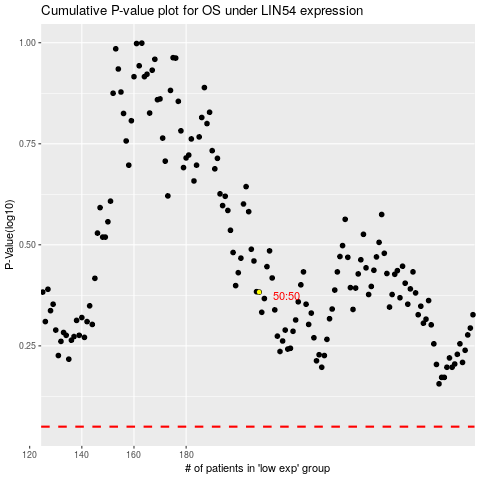 Cumulative P-value plot for OS under LIN54 expression
1.00
0.75
0.50
0.25
P-Value(log10)
50:50
120 140 160 180
# of patients in 'low exp' group